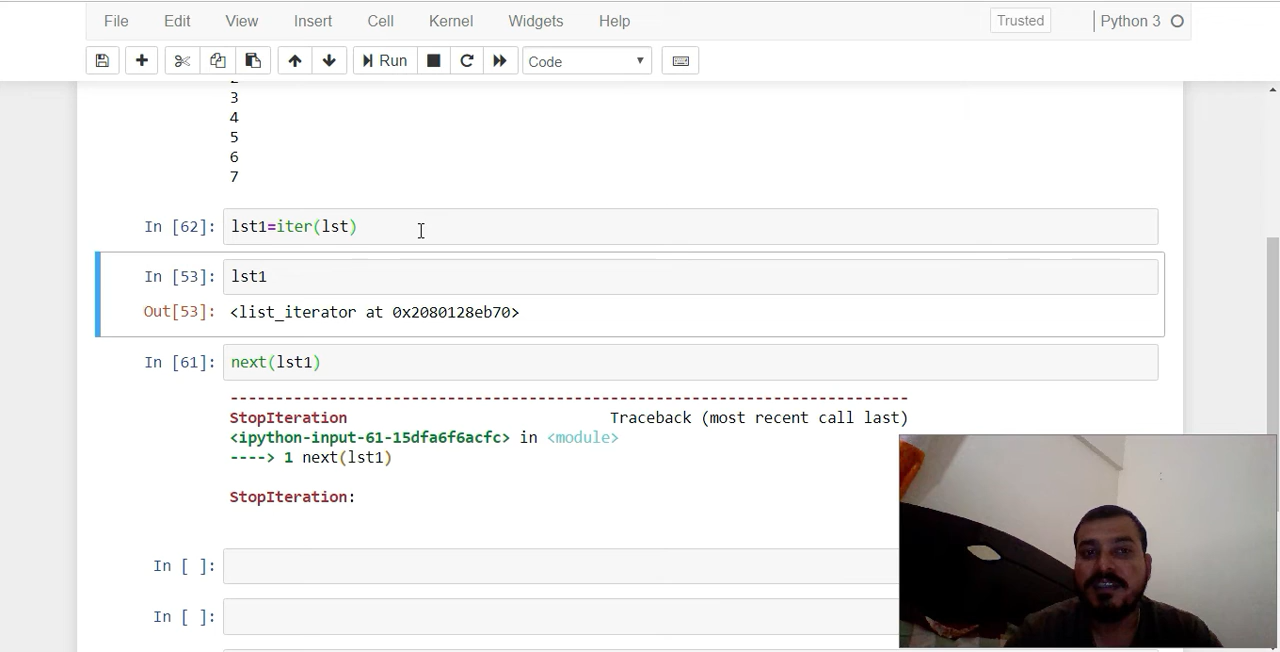 File Edit View Insert Cell Kernel Widgets Help Trusted Python 3
Run Code
3
4
5
6
7
In [62]: lst1=iter(lst)
In [53]: lst1
Out[53]: <list_iterator at 0x2080128eb70>
In [61]: next(lst1)
---------------------------------------------------------------------------
StopIteration Traceback (most recent call last)
<ipython-input-61-15dfa6f6acfc> in <module>
----> 1 next(lst1)
StopIteration:
In [ ]:
In [ ]: